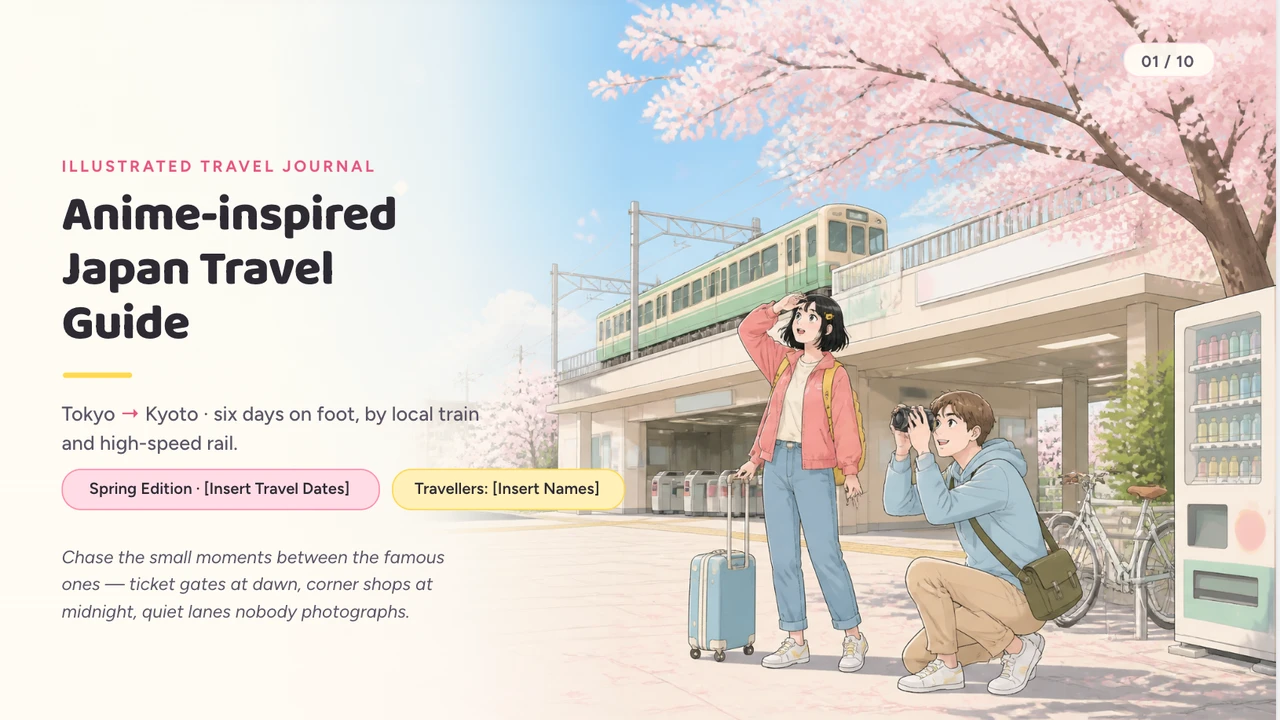 01 / 10
ILLUSTRATED TRAVEL JOURNAL
Anime-inspired
Japan Travel
Guide
Tokyo → Kyoto · six days on foot, by local train
and high-speed rail.
Spring Edition · [Insert Travel Dates]
Travellers: [Insert Names]
Chase the small moments between the famous
ones — ticket gates at dawn, corner shops at
midnight, quiet lanes nobody photographs.